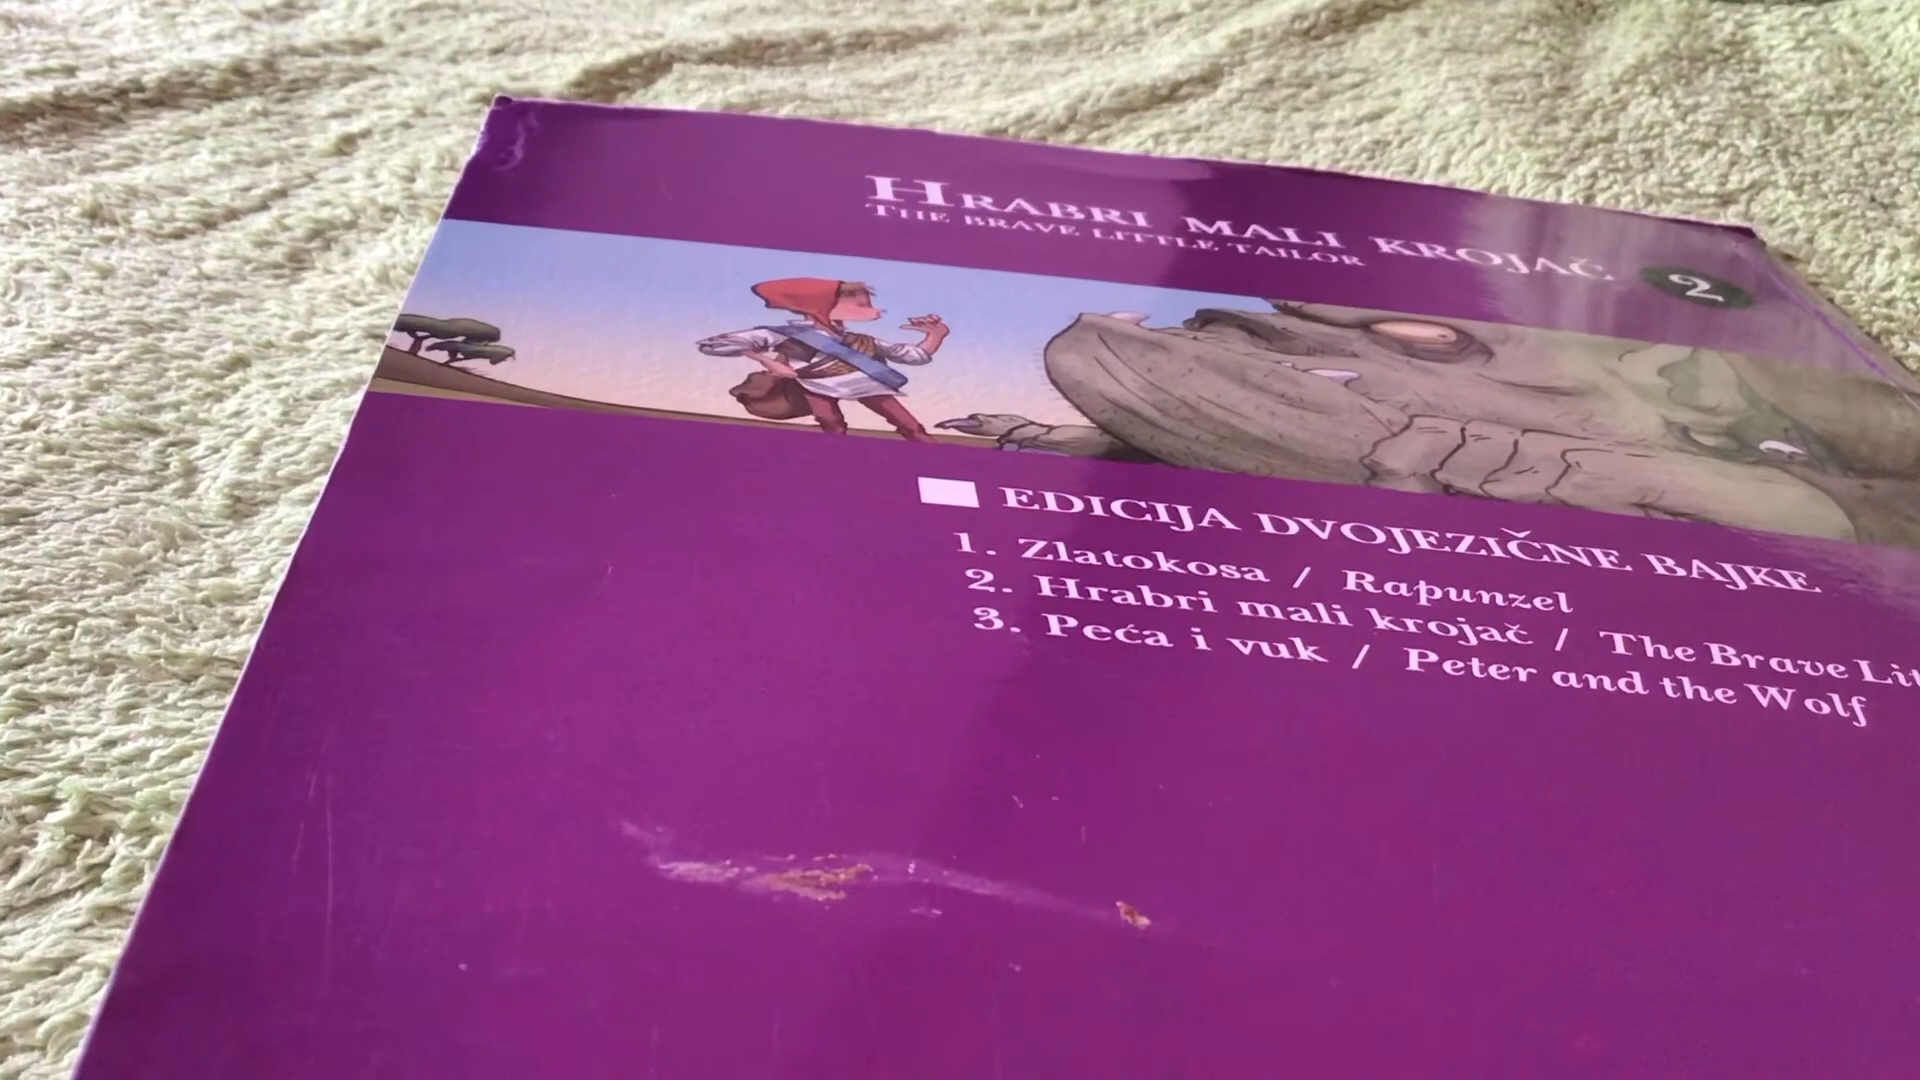 HRABRI MALI KROJAČ
THE BRAVE LITTLE TAILOR
2
EDICIJA DVOJEZIČNE BAJKE
1. Zlatokosa / Rapunzel
2. Hrabri mali krojač / The Brave Lit
3. Peća i vuk / Peter and the Wolf